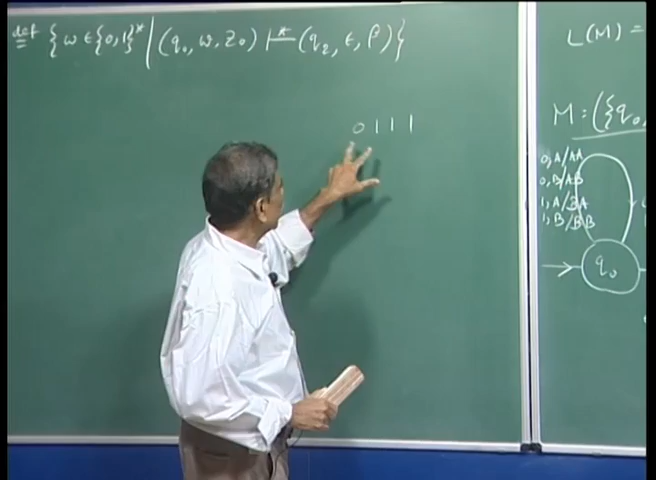 def = {w ∈ {0,1}* | (q₀, w, z₀) ⊢* (q₂, ε, β)}
0 1 1 1
L(M) =
M = ({q₀,
0, A/AA
0, B/AB
1, A/BA
1, B/BB
q₀